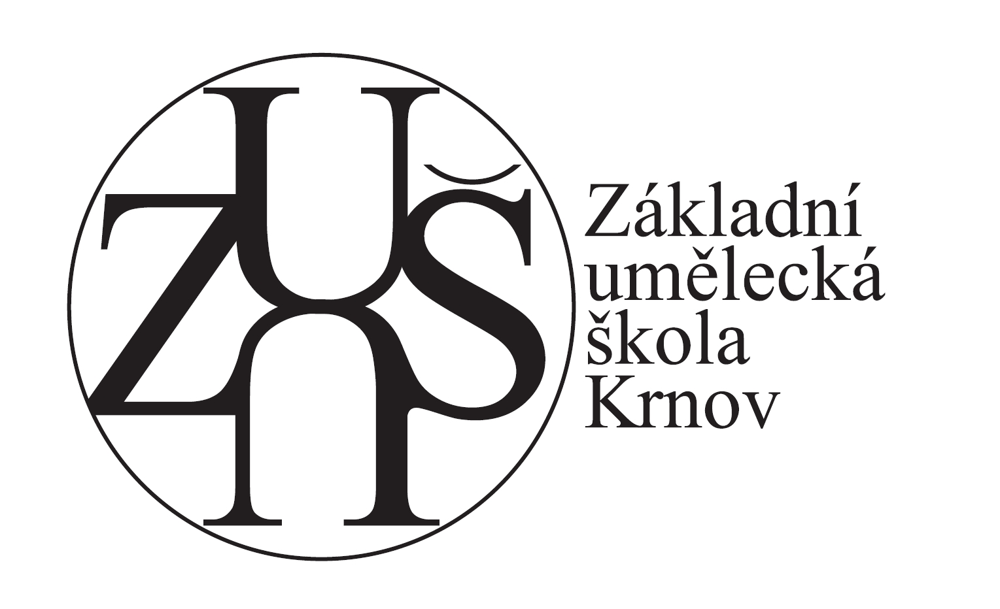 ZUŠ
Základní
umělecká
škola
Krnov